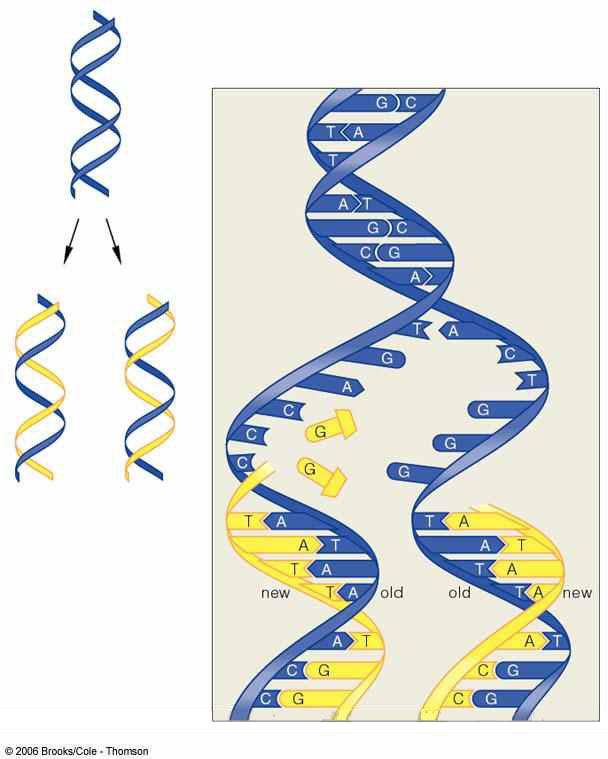 G C
T A
T
A T
G C
C G
A
T A
G C
A T
C G
C G
G
C G
T A T A
A T A T
T A T A
new T A old old T A new
A T A T
C G C G
C G C G
© 2006 Brooks/Cole - Thomson